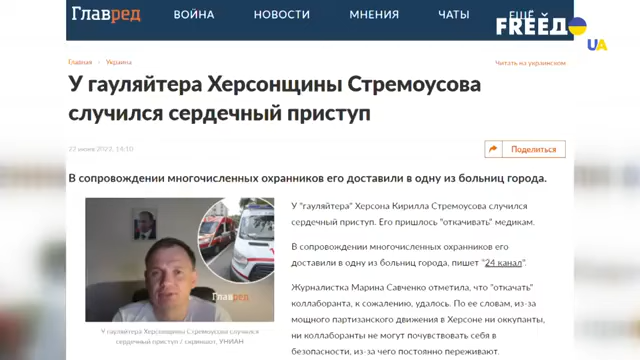 Главред ВОЙНА НОВОСТИ МНЕНИЯ ЧАТЫ ЕЩЁ
FREEДОМ
UA
Главная › Украина
Читать на украинском
У гауляйтера Херсонщины Стремоусова
случился сердечный приступ
22 июня 2022, 14:10
Поделиться
В сопровождении многочисленных охранников его доставили в одну из больниц города.
Главред
У гауляйтера Херсонщины Стремоусова случился
сердечный приступ / скриншот, УНИАН
У "гауляйтера" Херсона Кирилла Стремоусова случился
сердечный приступ. Его пришлось "откачивать" медикам.
В сопровождении многочисленных охранников его
доставили в одну из больниц города, пишет "24 канал".
Журналистка Марина Савченко отметила, что "откачать"
коллаборанта, к сожалению, удалось. По ее словам, из-за
мощного партизанского движения в Херсоне ни оккупанты,
ни коллаборанты не могут почувствовать себя в
безопасности, из-за чего постоянно переживают.